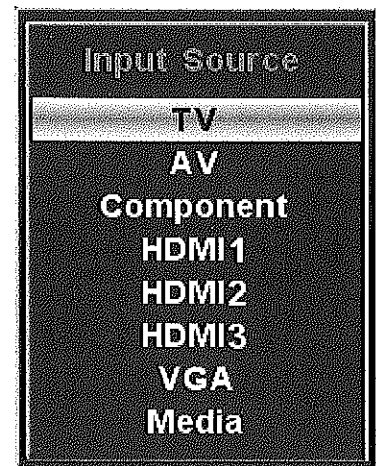 Input Source
TV
AV
Component
HDMI1
HDMI2
HDMI3
VGA
Media